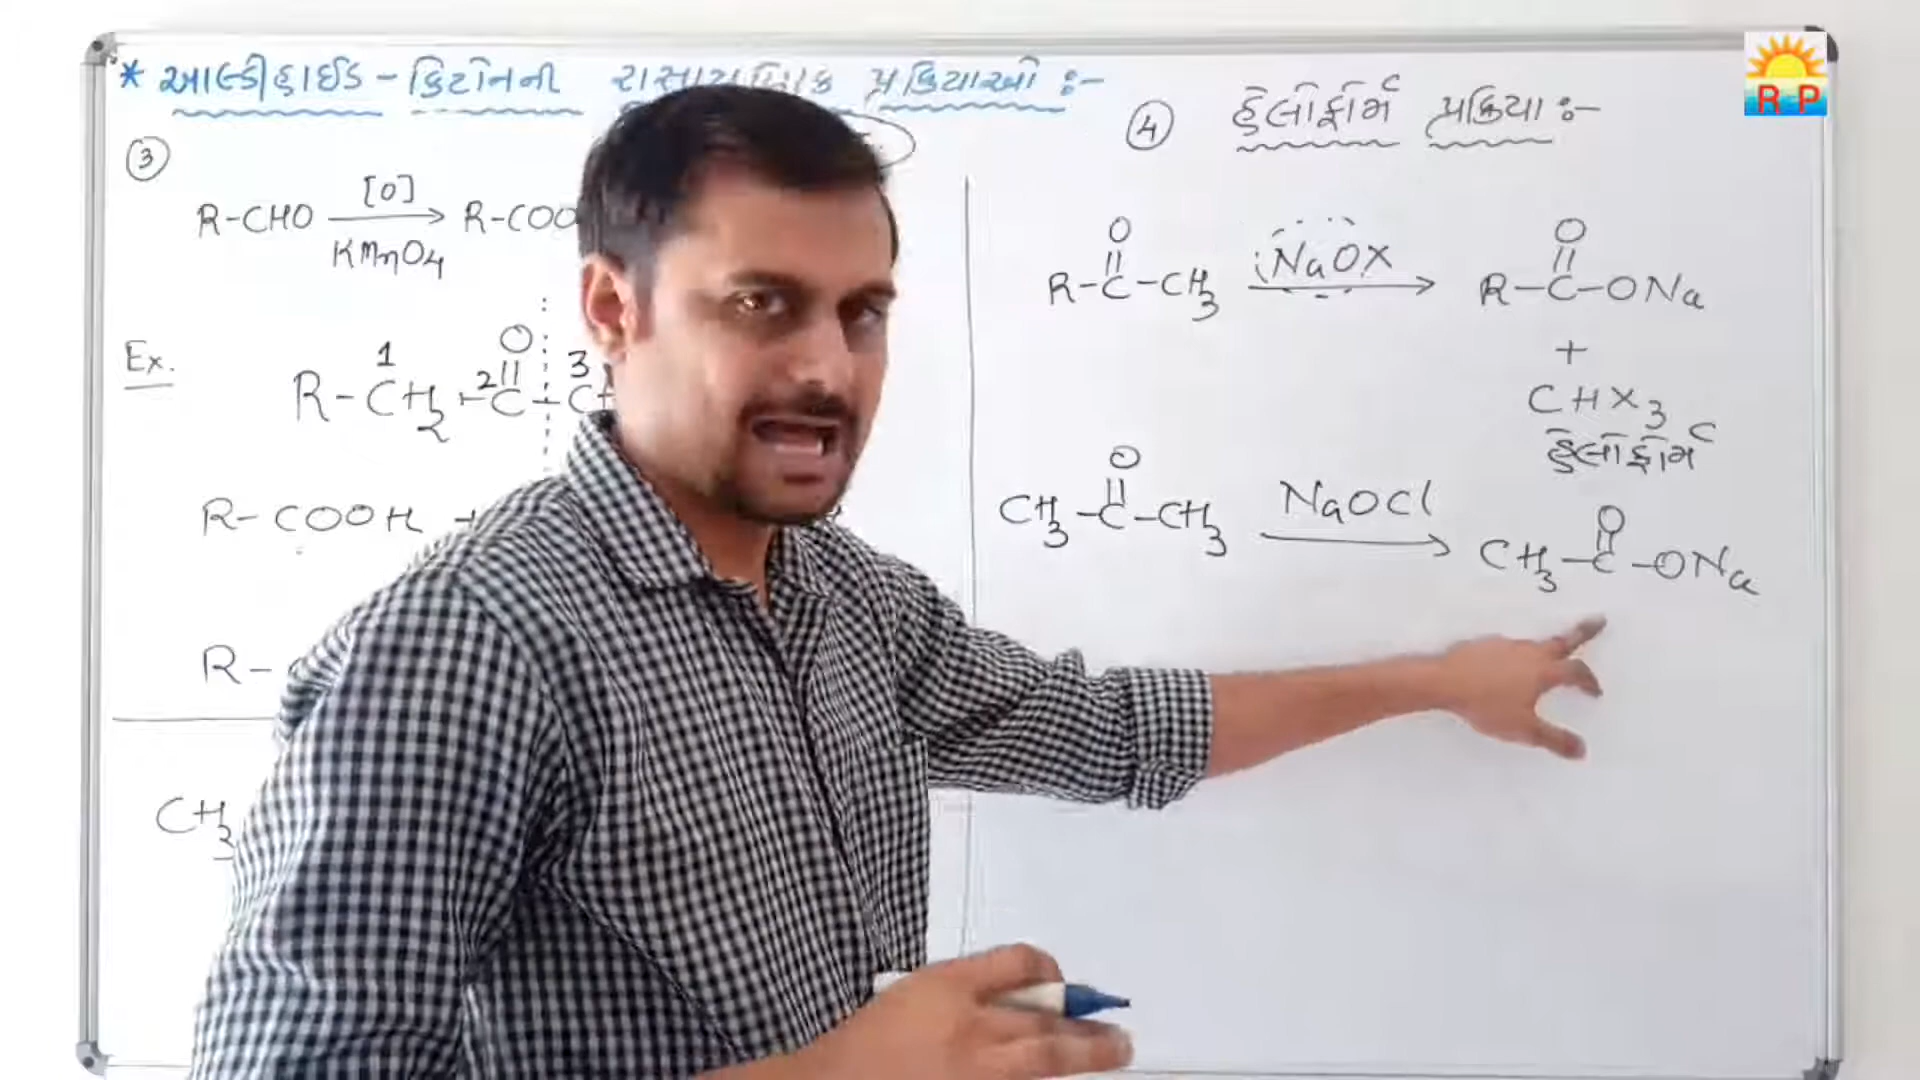 * આલ્ડીહાઈડ - કિટોનની રાસાયણિક પ્રક્રિયાઓ :-
3
R-CHO [O] KMnO4 R-COO
Ex.
1 2 3
O
||
R-CH2-C-
R-COOH +
R-
CH3
4 હેલોફોર્મ પ્રક્રિયા :-
O
||
R-C-CH3 NaOX
O
||
R-C-ONa
+
CHX3
હેલોફોર્મ
O
||
CH3-C-CH3 NaOCl
O
||
CH3-C-ONa
R P